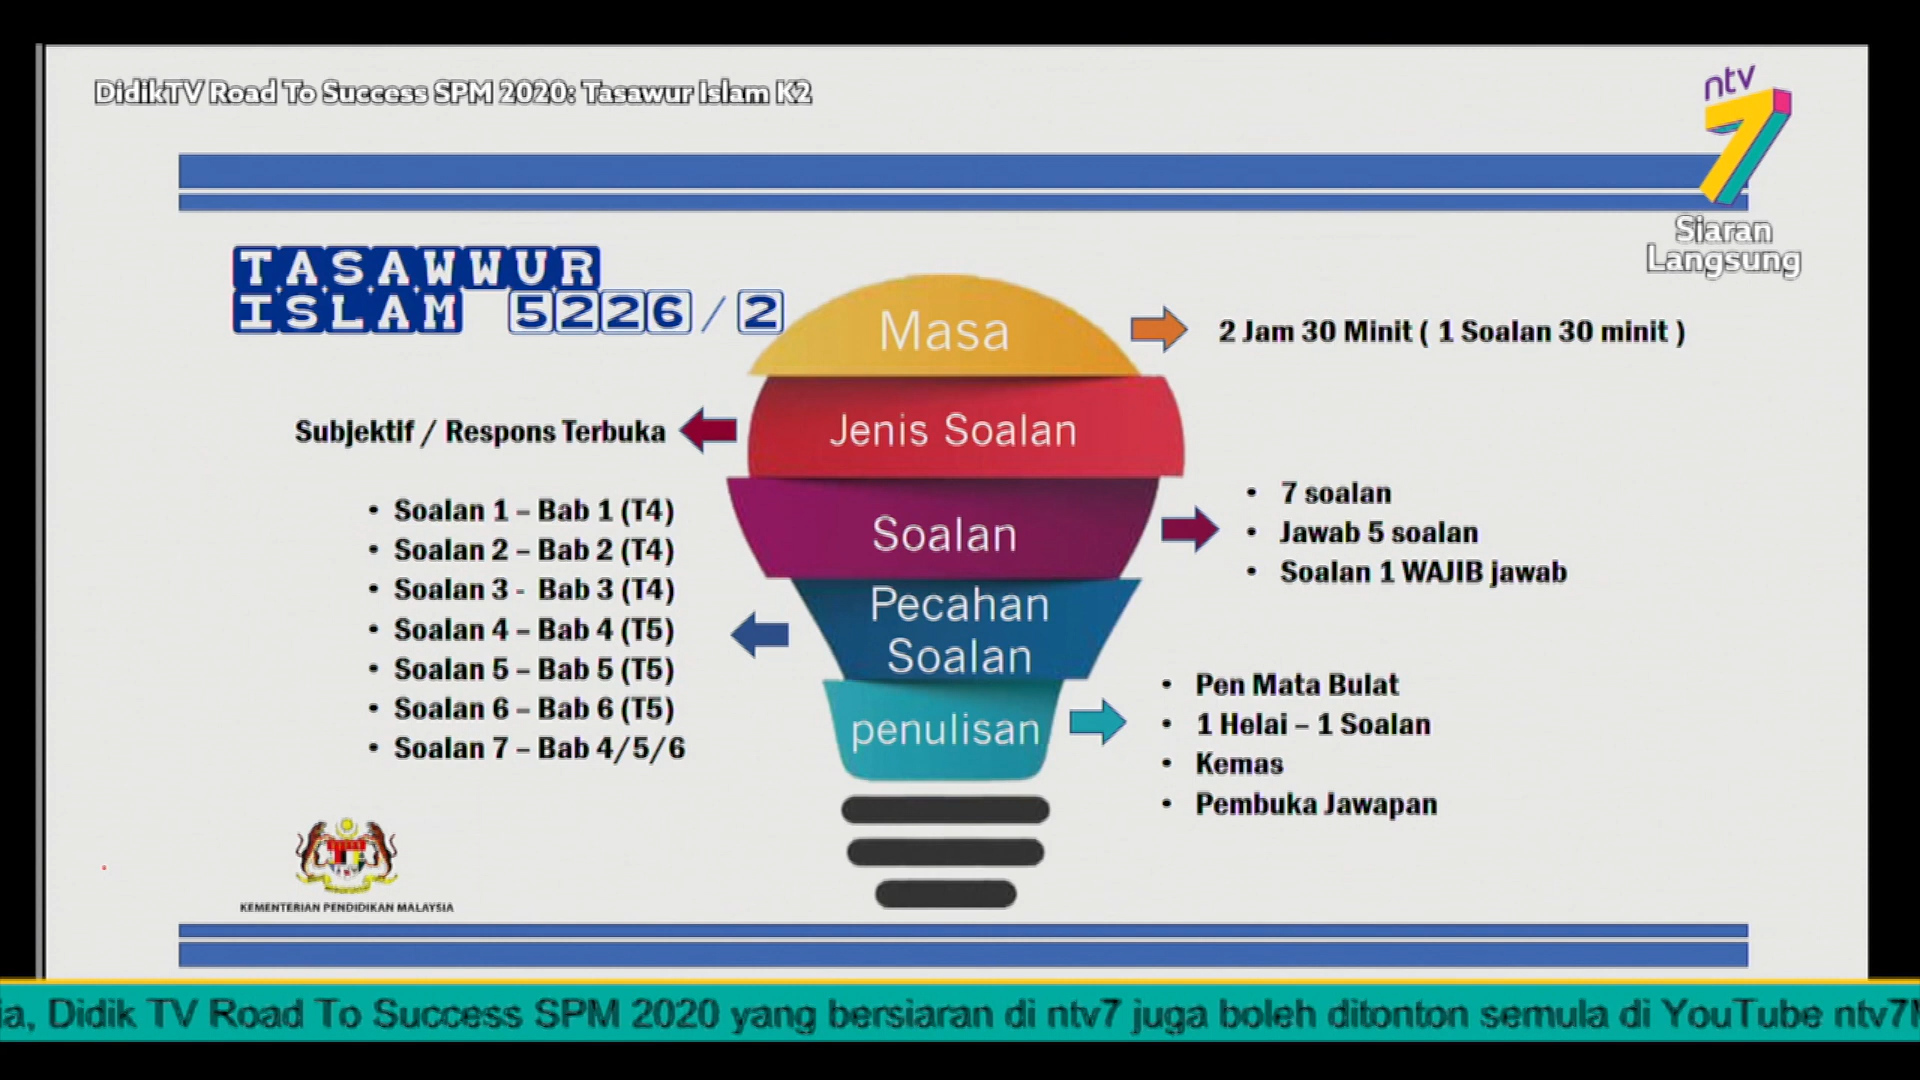 DidikTV Road To Success SPM 2020: Tasawur Islam K2
ntv
7
Siaran
Langsung
TASAWWUR
ISLAM 5226/2
Masa
2 Jam 30 Minit ( 1 Soalan 30 minit )
Jenis Soalan
Subjektif / Respons Terbuka
Soalan
• 7 soalan
• Jawab 5 soalan
• Soalan 1 WAJIB jawab
Pecahan
Soalan
• Soalan 1 – Bab 1 (T4)
• Soalan 2 – Bab 2 (T4)
• Soalan 3 - Bab 3 (T4)
• Soalan 4 – Bab 4 (T5)
• Soalan 5 – Bab 5 (T5)
• Soalan 6 – Bab 6 (T5)
• Soalan 7 – Bab 4/5/6
penulisan
• Pen Mata Bulat
• 1 Helai – 1 Soalan
• Kemas
• Pembuka Jawapan
KEMENTERIAN PENDIDIKAN MALAYSIA
ia, Didik TV Road To Success SPM 2020 yang bersiaran di ntv7 juga boleh ditonton semula di YouTube ntv7M